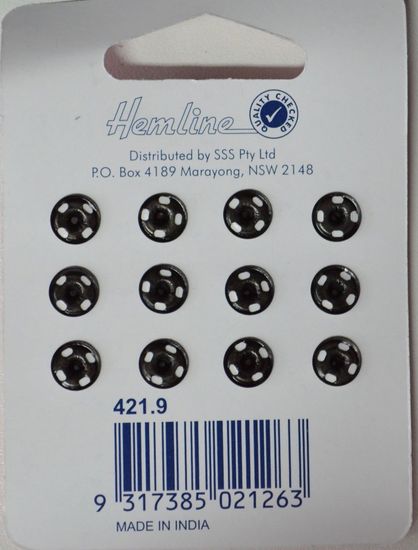 Hemline
QUALITY CHECKED
Distributed by SSS Pty Ltd
P.O. Box 4189 Marayong, NSW 2148
421.9
9 317385 021263
MADE IN INDIA